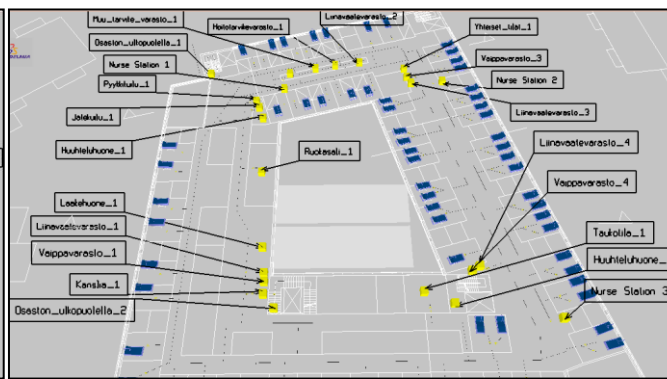 Muu_tarvike_varasto_1
Hoitotarvikevarasto_1
Liinavaatevarasto_2
Osaston_ulkopuolella_1
Yhteiset_tilat_1
Nurse Station 1
Vaippavarasto_3
Pyykkikuilu_1
Nurse Station 2
Jatekuilu_1
Liinavaatevarasto_3
Huuhteluhuone_1
Ruokasali_1
Liinavaatevarasto_4
Vaippavarasto_4
Laakehuone_1
Liinavaatevarasto_1
Taukotila_1
Vaippavarasto_1
Huuhteluhuone_
Kanslia_1
Nurse Station 3
Osaston_ulkopuolella_2